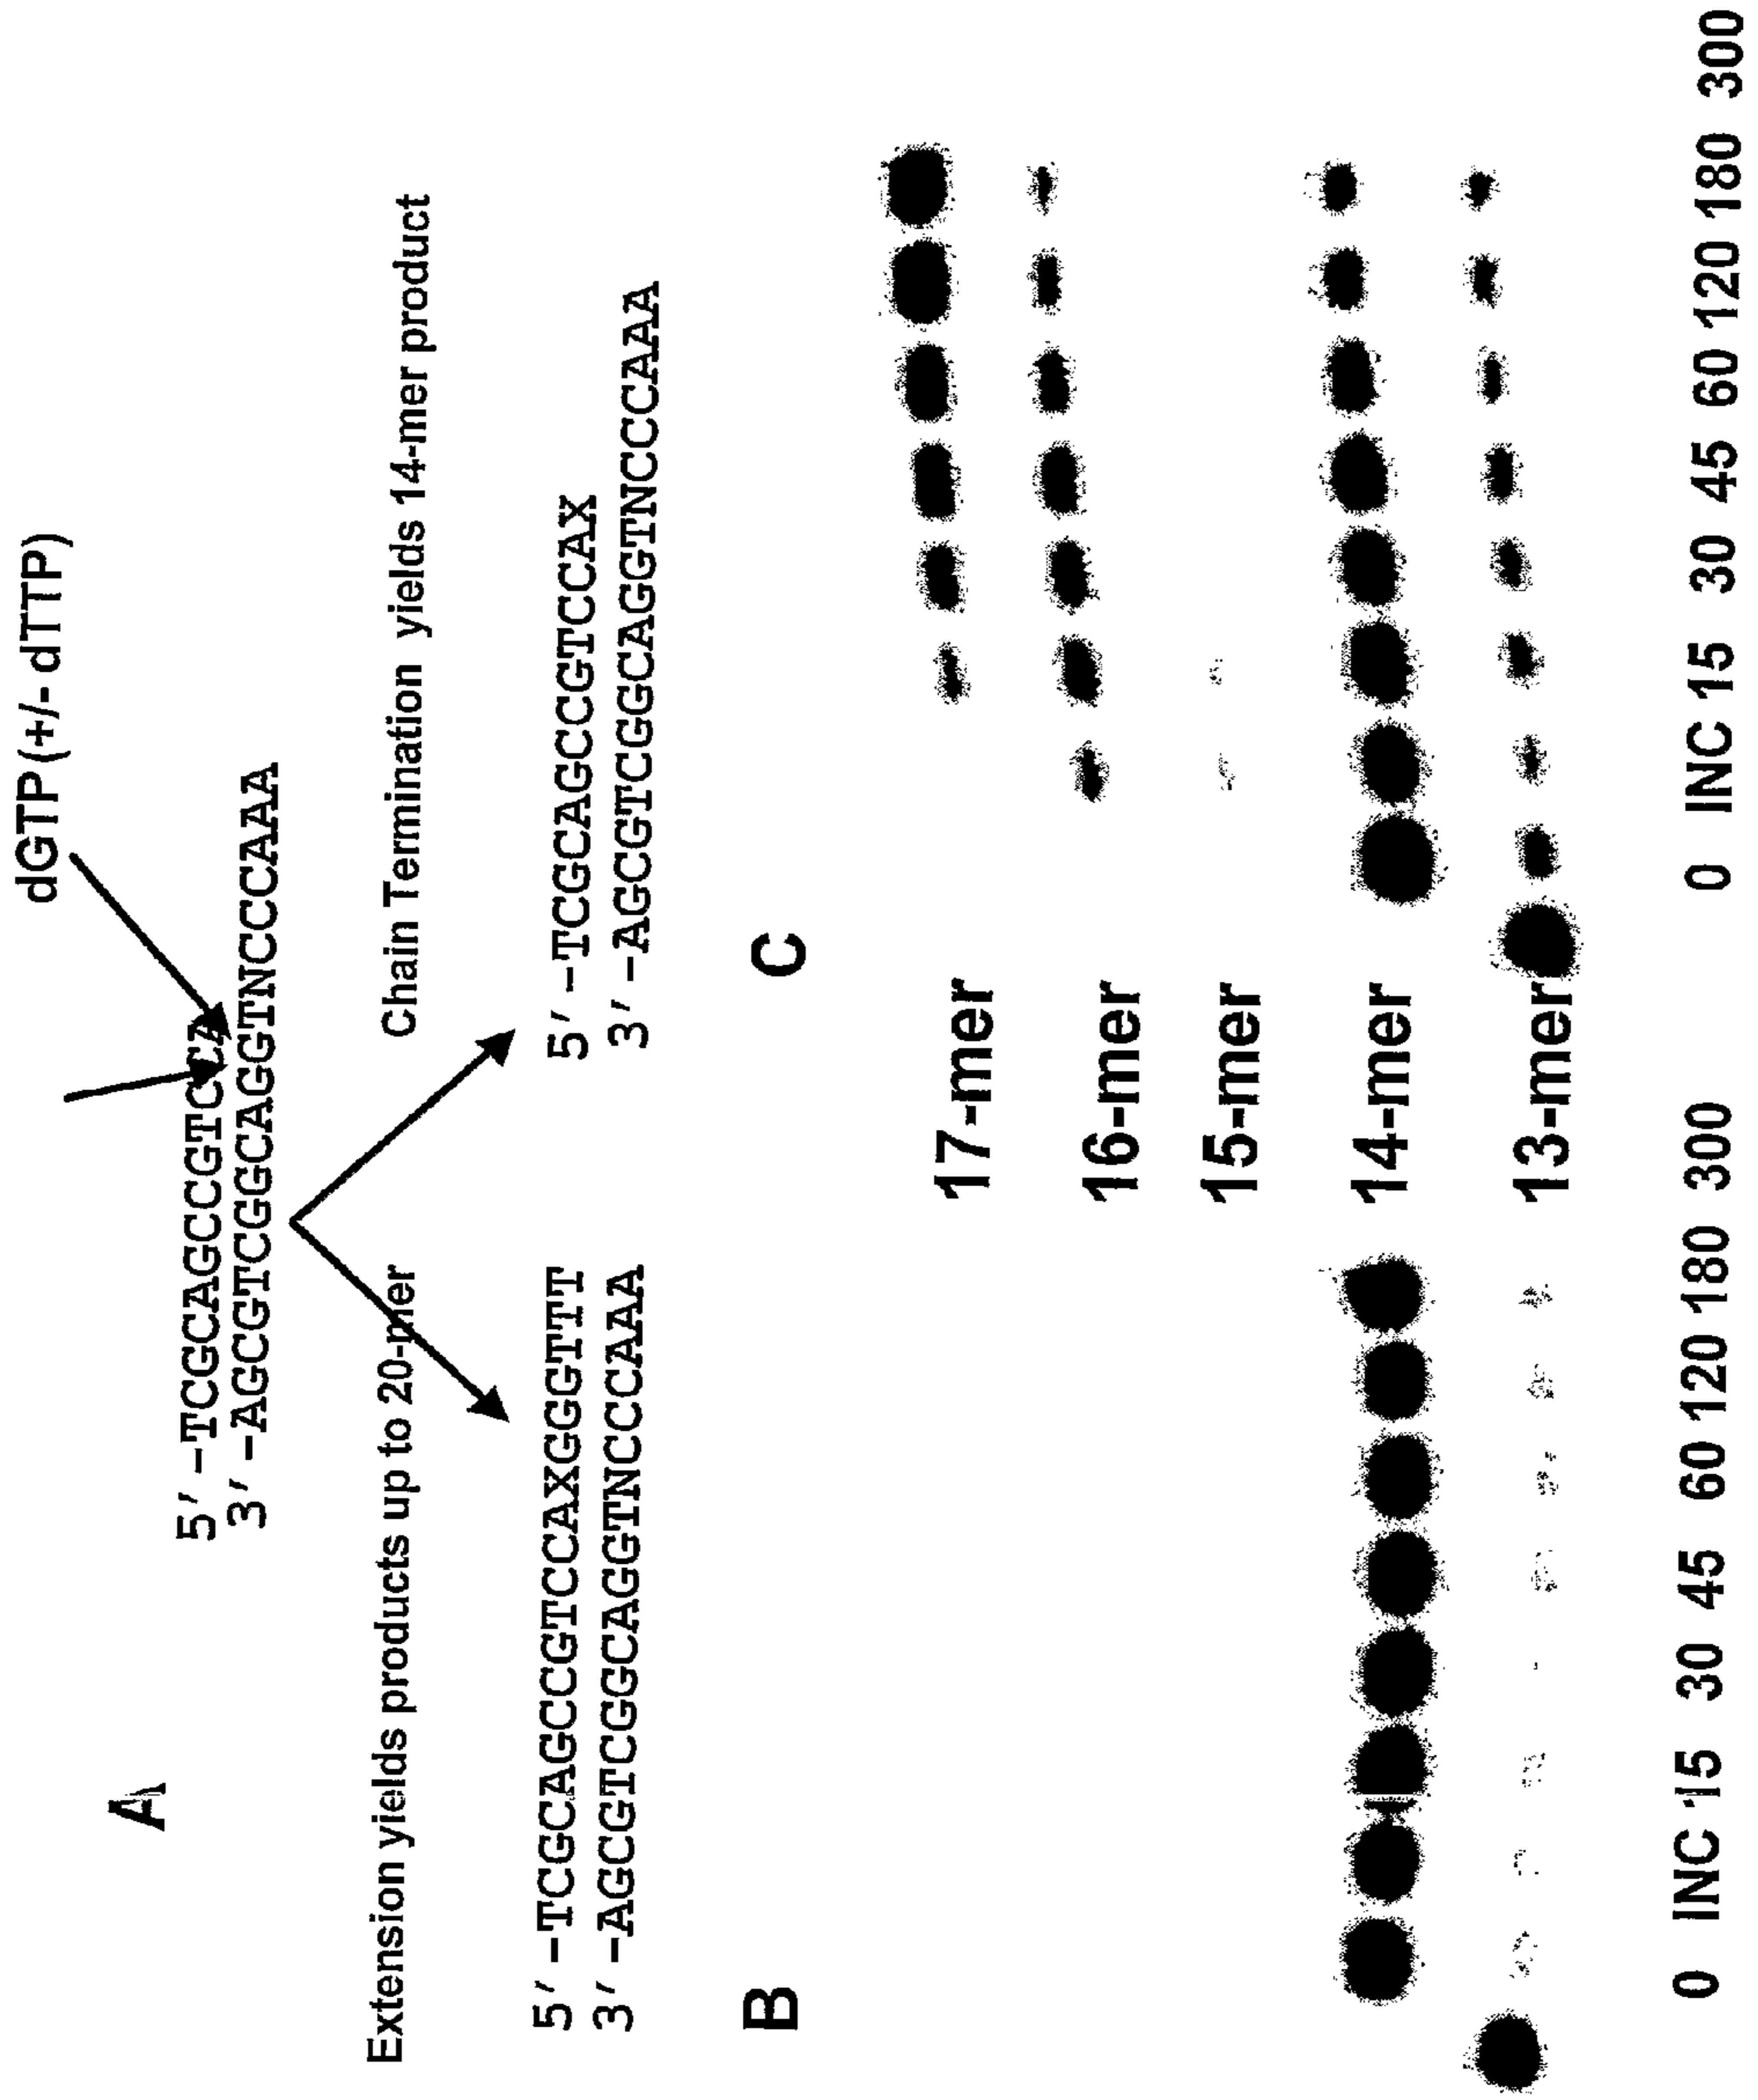 A
dGTP (+/- dTTP)
5′-TCGCAGCCGTCCA
3′-AGCGTCGGCAGGTNCCCAAA
Extension yields products up to 20-mer
Chain Termination yields 14-mer product
5′-TCGCAGCCGTCCAXGGGTTT
3′-AGCGTCGGCAGGTNCCCAAA
5′-TCGCAGCCGTCCAX
3′-AGCGTCGGCAGGTNCCCAAA
B
C
17-mer
16-mer
15-mer
14-mer
13-mer
0 INC 15 30 45 60 120 180 300
0 INC 15 30 45 60 120 180 300